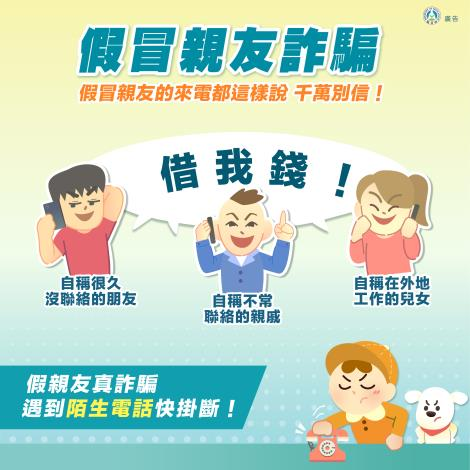 廣告
假冒親友詐騙
假冒親友的來電都這樣說 千萬別信！
借我錢！
自稱很久
沒聯絡的朋友
自稱不常
聯絡的親戚
自稱在外地
工作的兒女
假親友真詐騙
遇到陌生電話快掛斷！